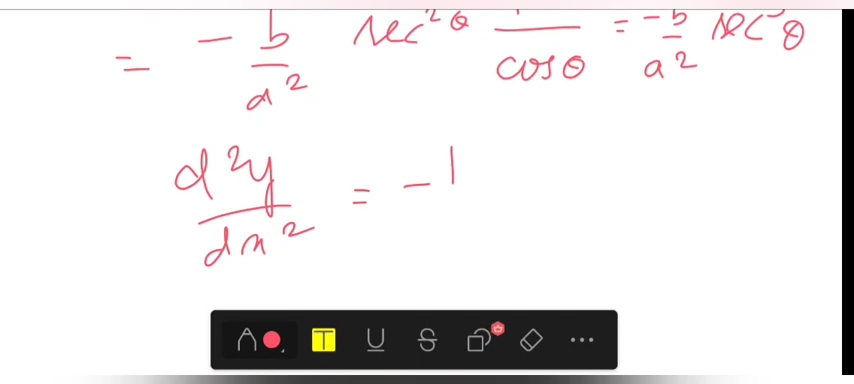 = - b/a² sec²θ 1/cosθ = -b/a² sec³θ
d²y/dx² = - 1
T U S